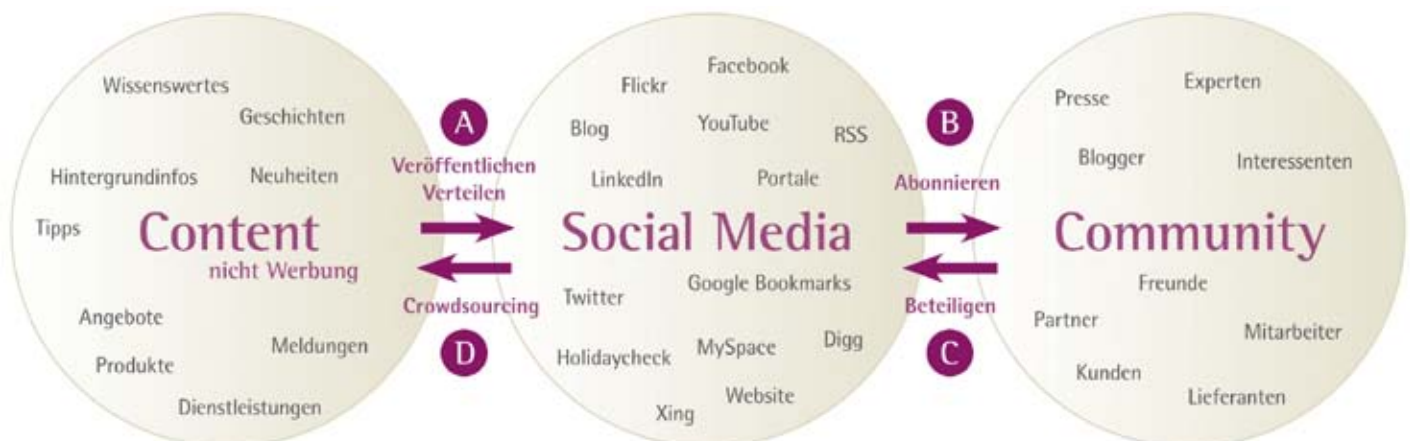 Wissenswertes
Geschichten
Hintergrundinfos
Neuheiten
Tipps
Content
nicht Werbung
Angebote
Meldungen
Produkte
Dienstleistungen
A
Veröffentlichen
Verteilen
Crowdsourcing
D
Facebook
Flickr
Blog
YouTube
RSS
LinkedIn
Portale
Social Media
Google Bookmarks
Twitter
Holidaycheck
MySpace
Digg
Website
Xing
B
Abonnieren
Beteiligen
C
Experten
Presse
Blogger
Interessenten
Community
Freunde
Partner
Mitarbeiter
Kunden
Lieferanten